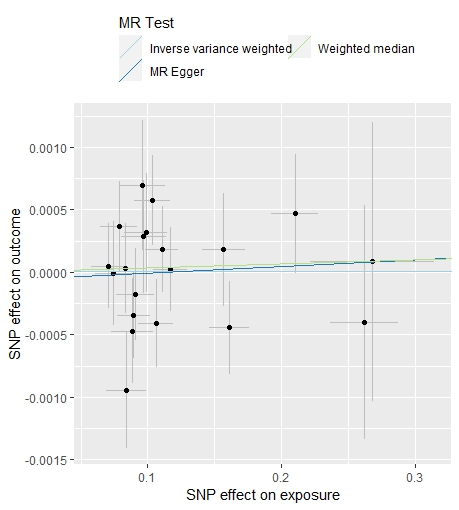 MR Test
Inverse variance weighted Weighted median
MR Egger
0.0010
0.0005
0.0000
-0.0005
-0.0010
-0.0015
SNP effect on outcome
0.1 0.2 0.3
SNP effect on exposure